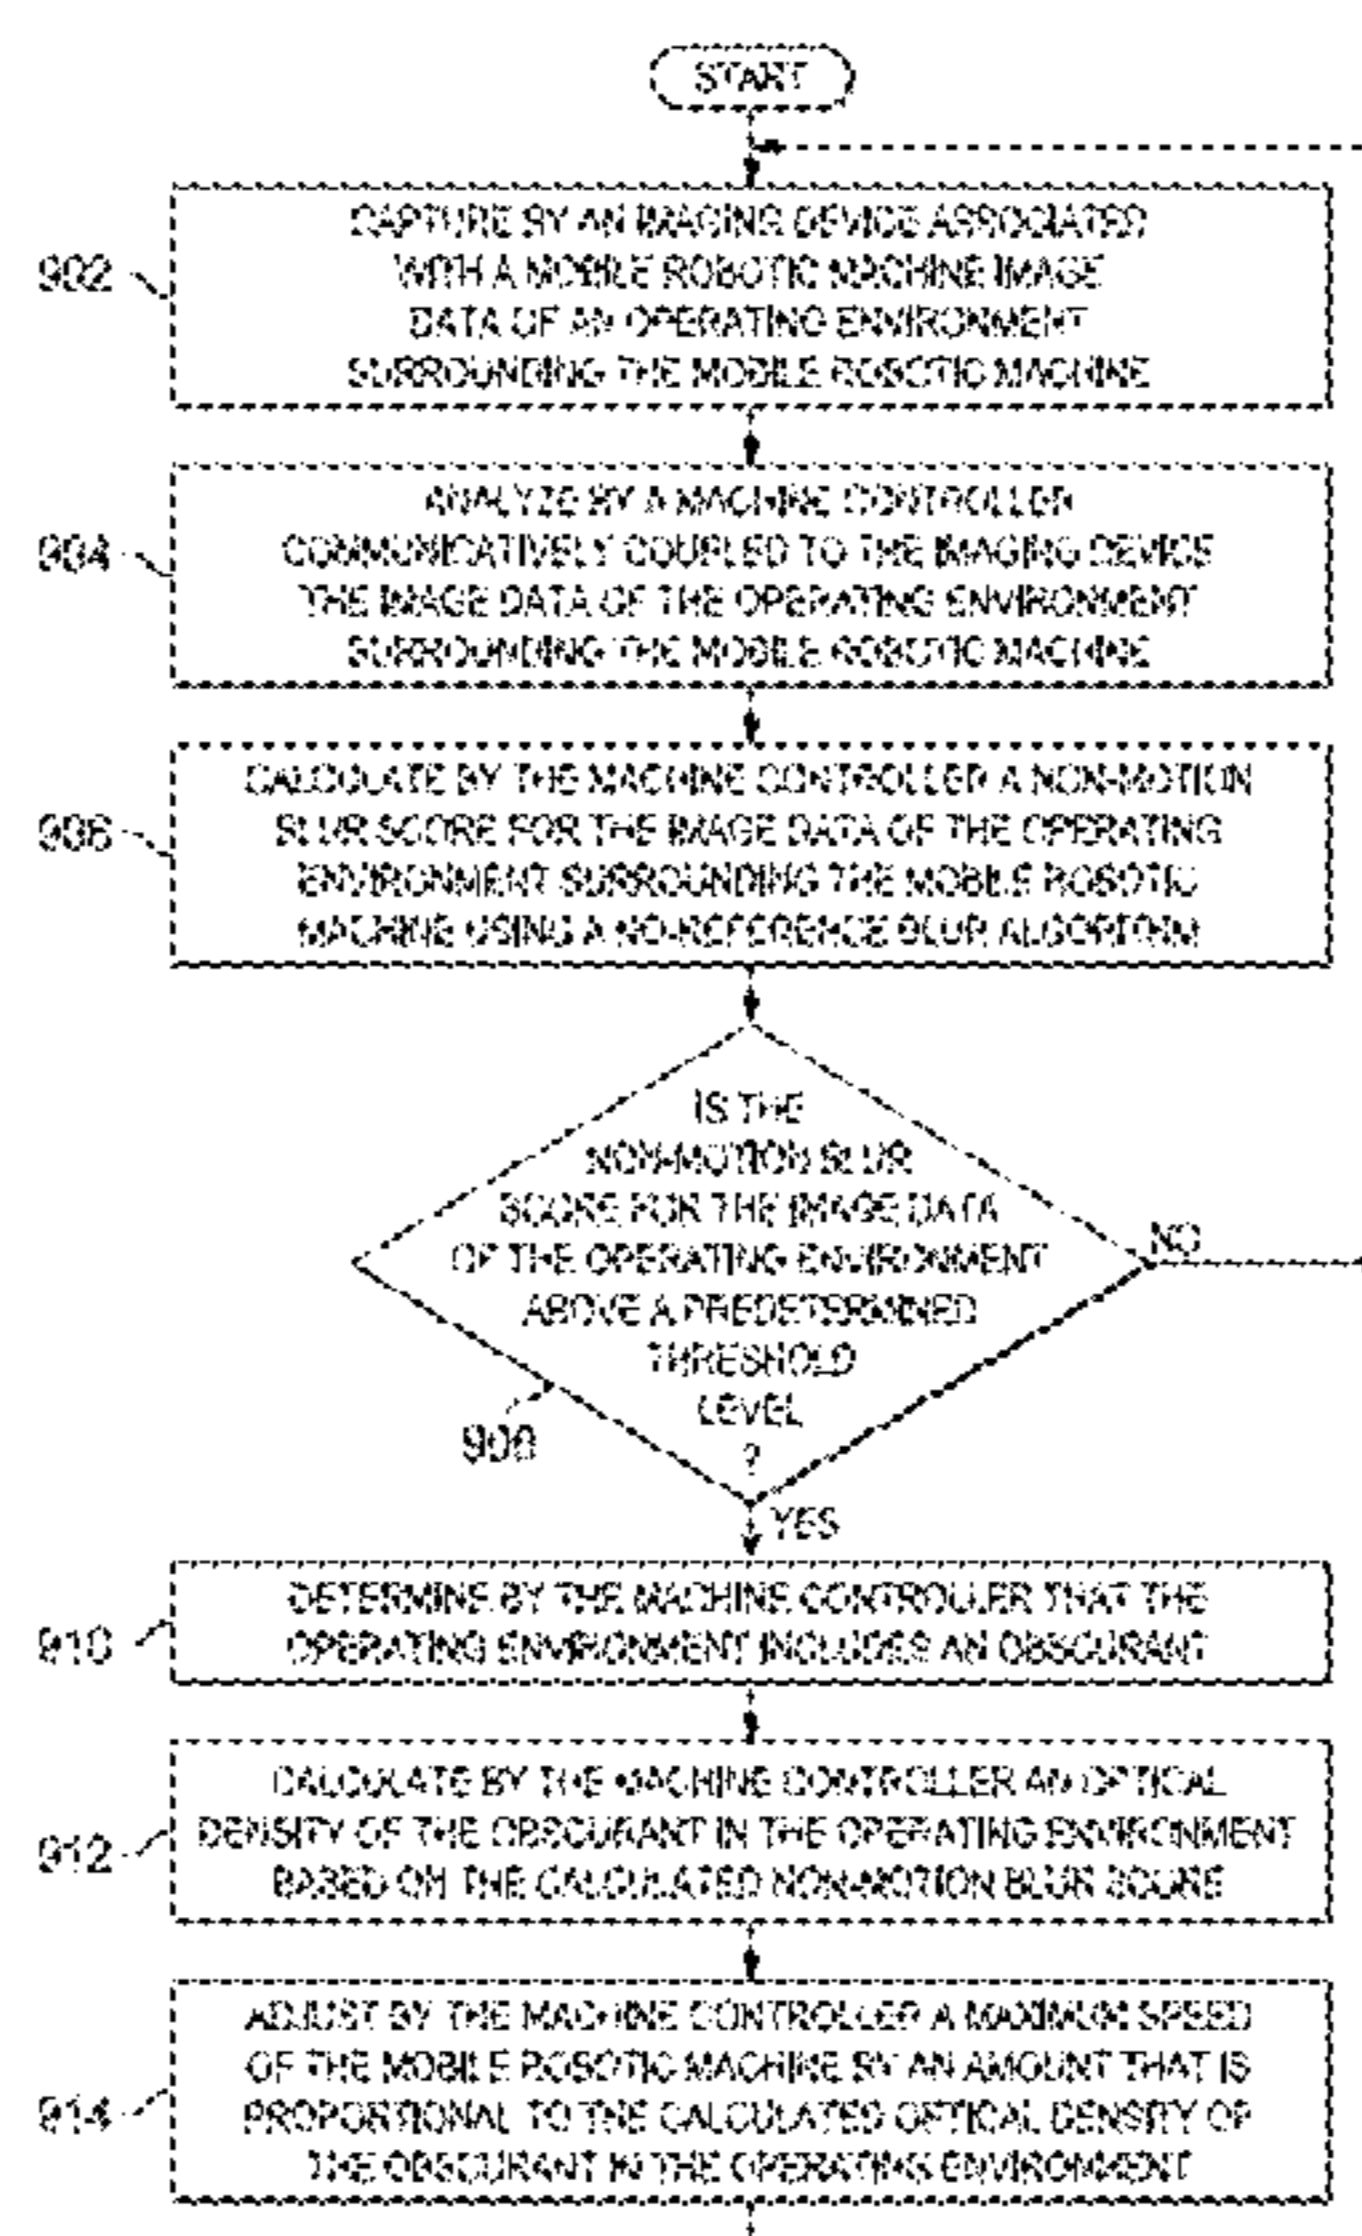 START
902
CAPTURE BY AN IMAGING DEVICE ASSOCIATED
WITH A MOBILE ROBOTIC MACHINE IMAGE
DATA OF AN OPERATING ENVIRONMENT
SURROUNDING THE MOBILE ROBOTIC MACHINE
904
ANALYZE BY A MACHINE CONTROLLER
COMMUNICATIVELY COUPLED TO THE IMAGING DEVICE
THE IMAGE DATA OF THE OPERATING ENVIRONMENT
SURROUNDING THE MOBILE ROBOTIC MACHINE
906
CALCULATE BY THE MACHINE CONTROLLER A NON-MOTION
BLUR SCORE FOR THE IMAGE DATA OF THE OPERATING
ENVIRONMENT SURROUNDING THE MOBILE ROBOTIC
MACHINE USING A NO-REFERENCE BLUR ALGORITHM
IS THE
NON-MOTION BLUR
SCORE FOR THE IMAGE DATA
OF THE OPERATING ENVIRONMENT
ABOVE A PREDETERMINED
THRESHOLD
LEVEL
?
NO
908
YES
910
DETERMINE BY THE MACHINE CONTROLLER THAT THE
OPERATING ENVIRONMENT INCLUDES AN OBSCURANT
912
CALCULATE BY THE MACHINE CONTROLLER AN OPTICAL
DENSITY OF THE OBSCURANT IN THE OPERATING ENVIRONMENT
BASED ON THE CALCULATED NON-MOTION BLUR SCORE
914
ADJUST BY THE MACHINE CONTROLLER A MAXIMUM SPEED
OF THE MOBILE ROBOTIC MACHINE BY AN AMOUNT THAT IS
PROPORTIONAL TO THE CALCULATED OPTICAL DENSITY OF
THE OBSCURANT IN THE OPERATING ENVIRONMENT